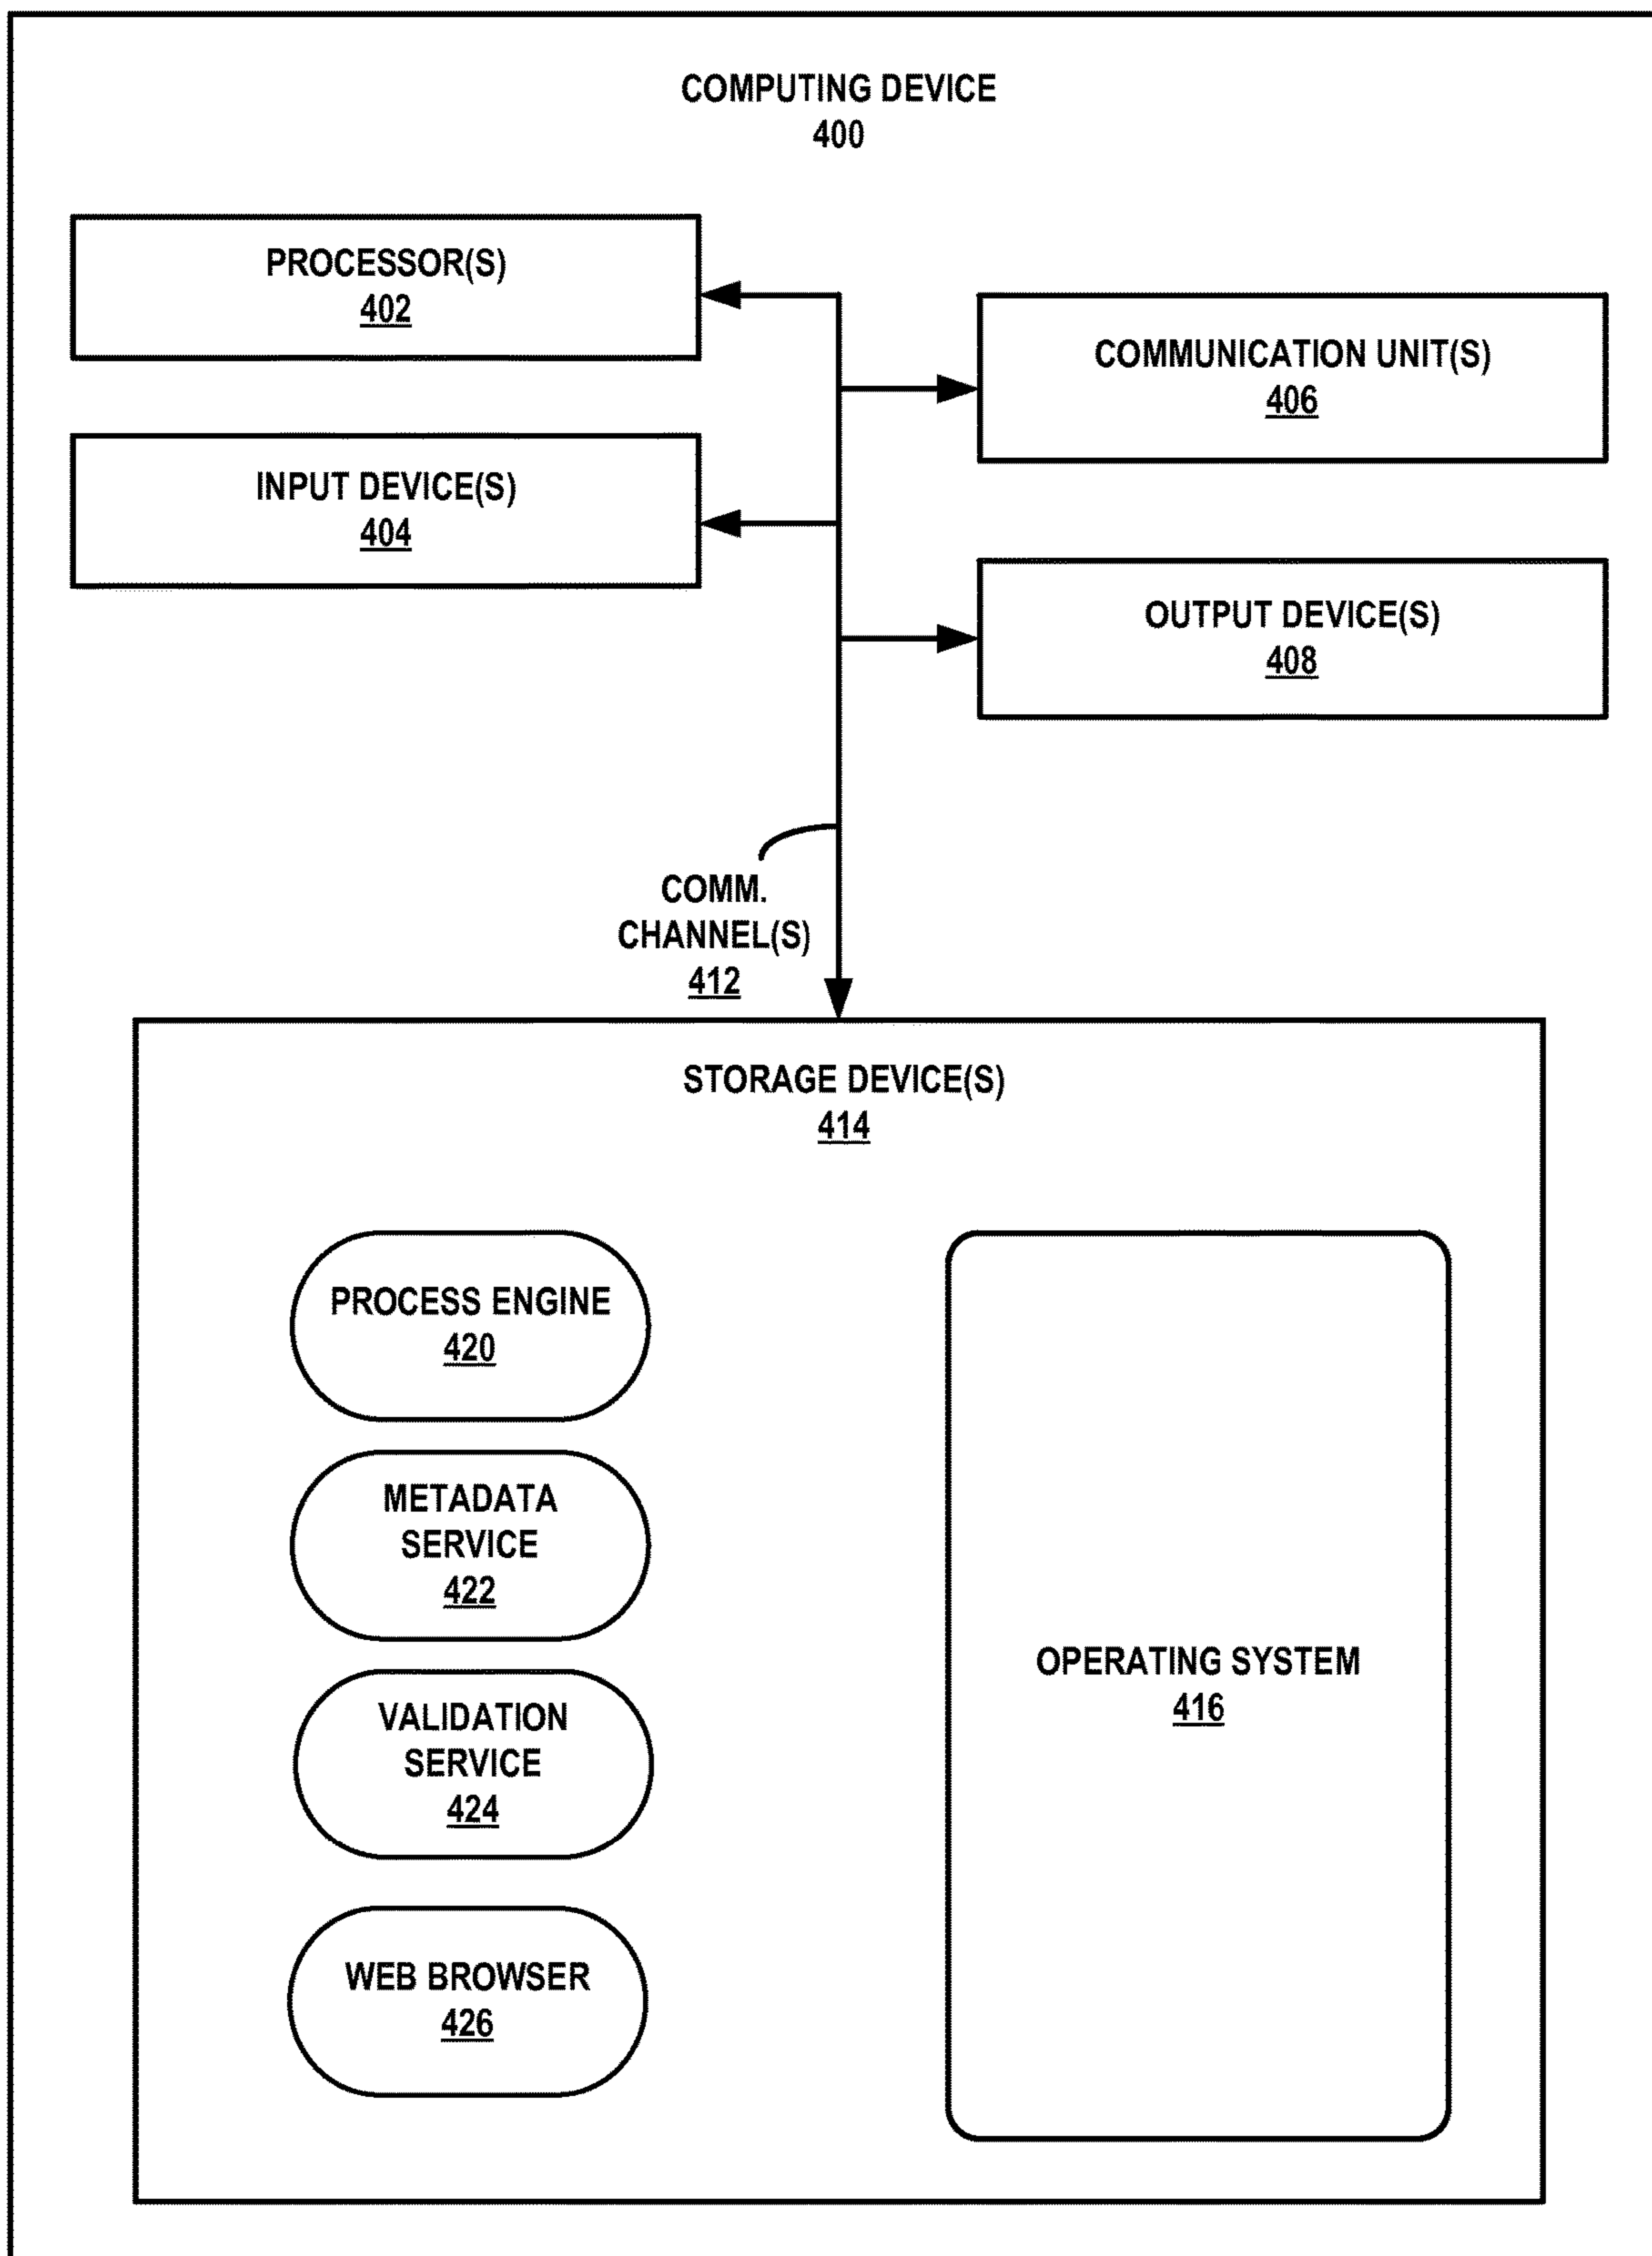 COMPUTING DEVICE
400
PROCESSOR(S)
402
COMMUNICATION UNIT(S)
406
INPUT DEVICE(S)
404
OUTPUT DEVICE(S)
408
COMM.
CHANNEL(S)
412
STORAGE DEVICE(S)
414
PROCESS ENGINE
420
METADATA
SERVICE
422
VALIDATION
SERVICE
424
WEB BROWSER
426
OPERATING SYSTEM
416